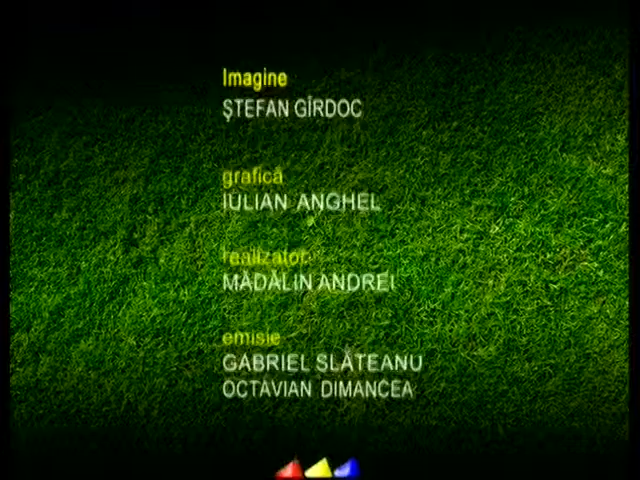 Imagine
ŞTEFAN GÎRDOC
grafică
IULIAN ANGHEL
realizator
MĂDĂLIN ANDREI
emisie
GABRIEL SLĂTEANU
OCTAVIAN DIMANCEA